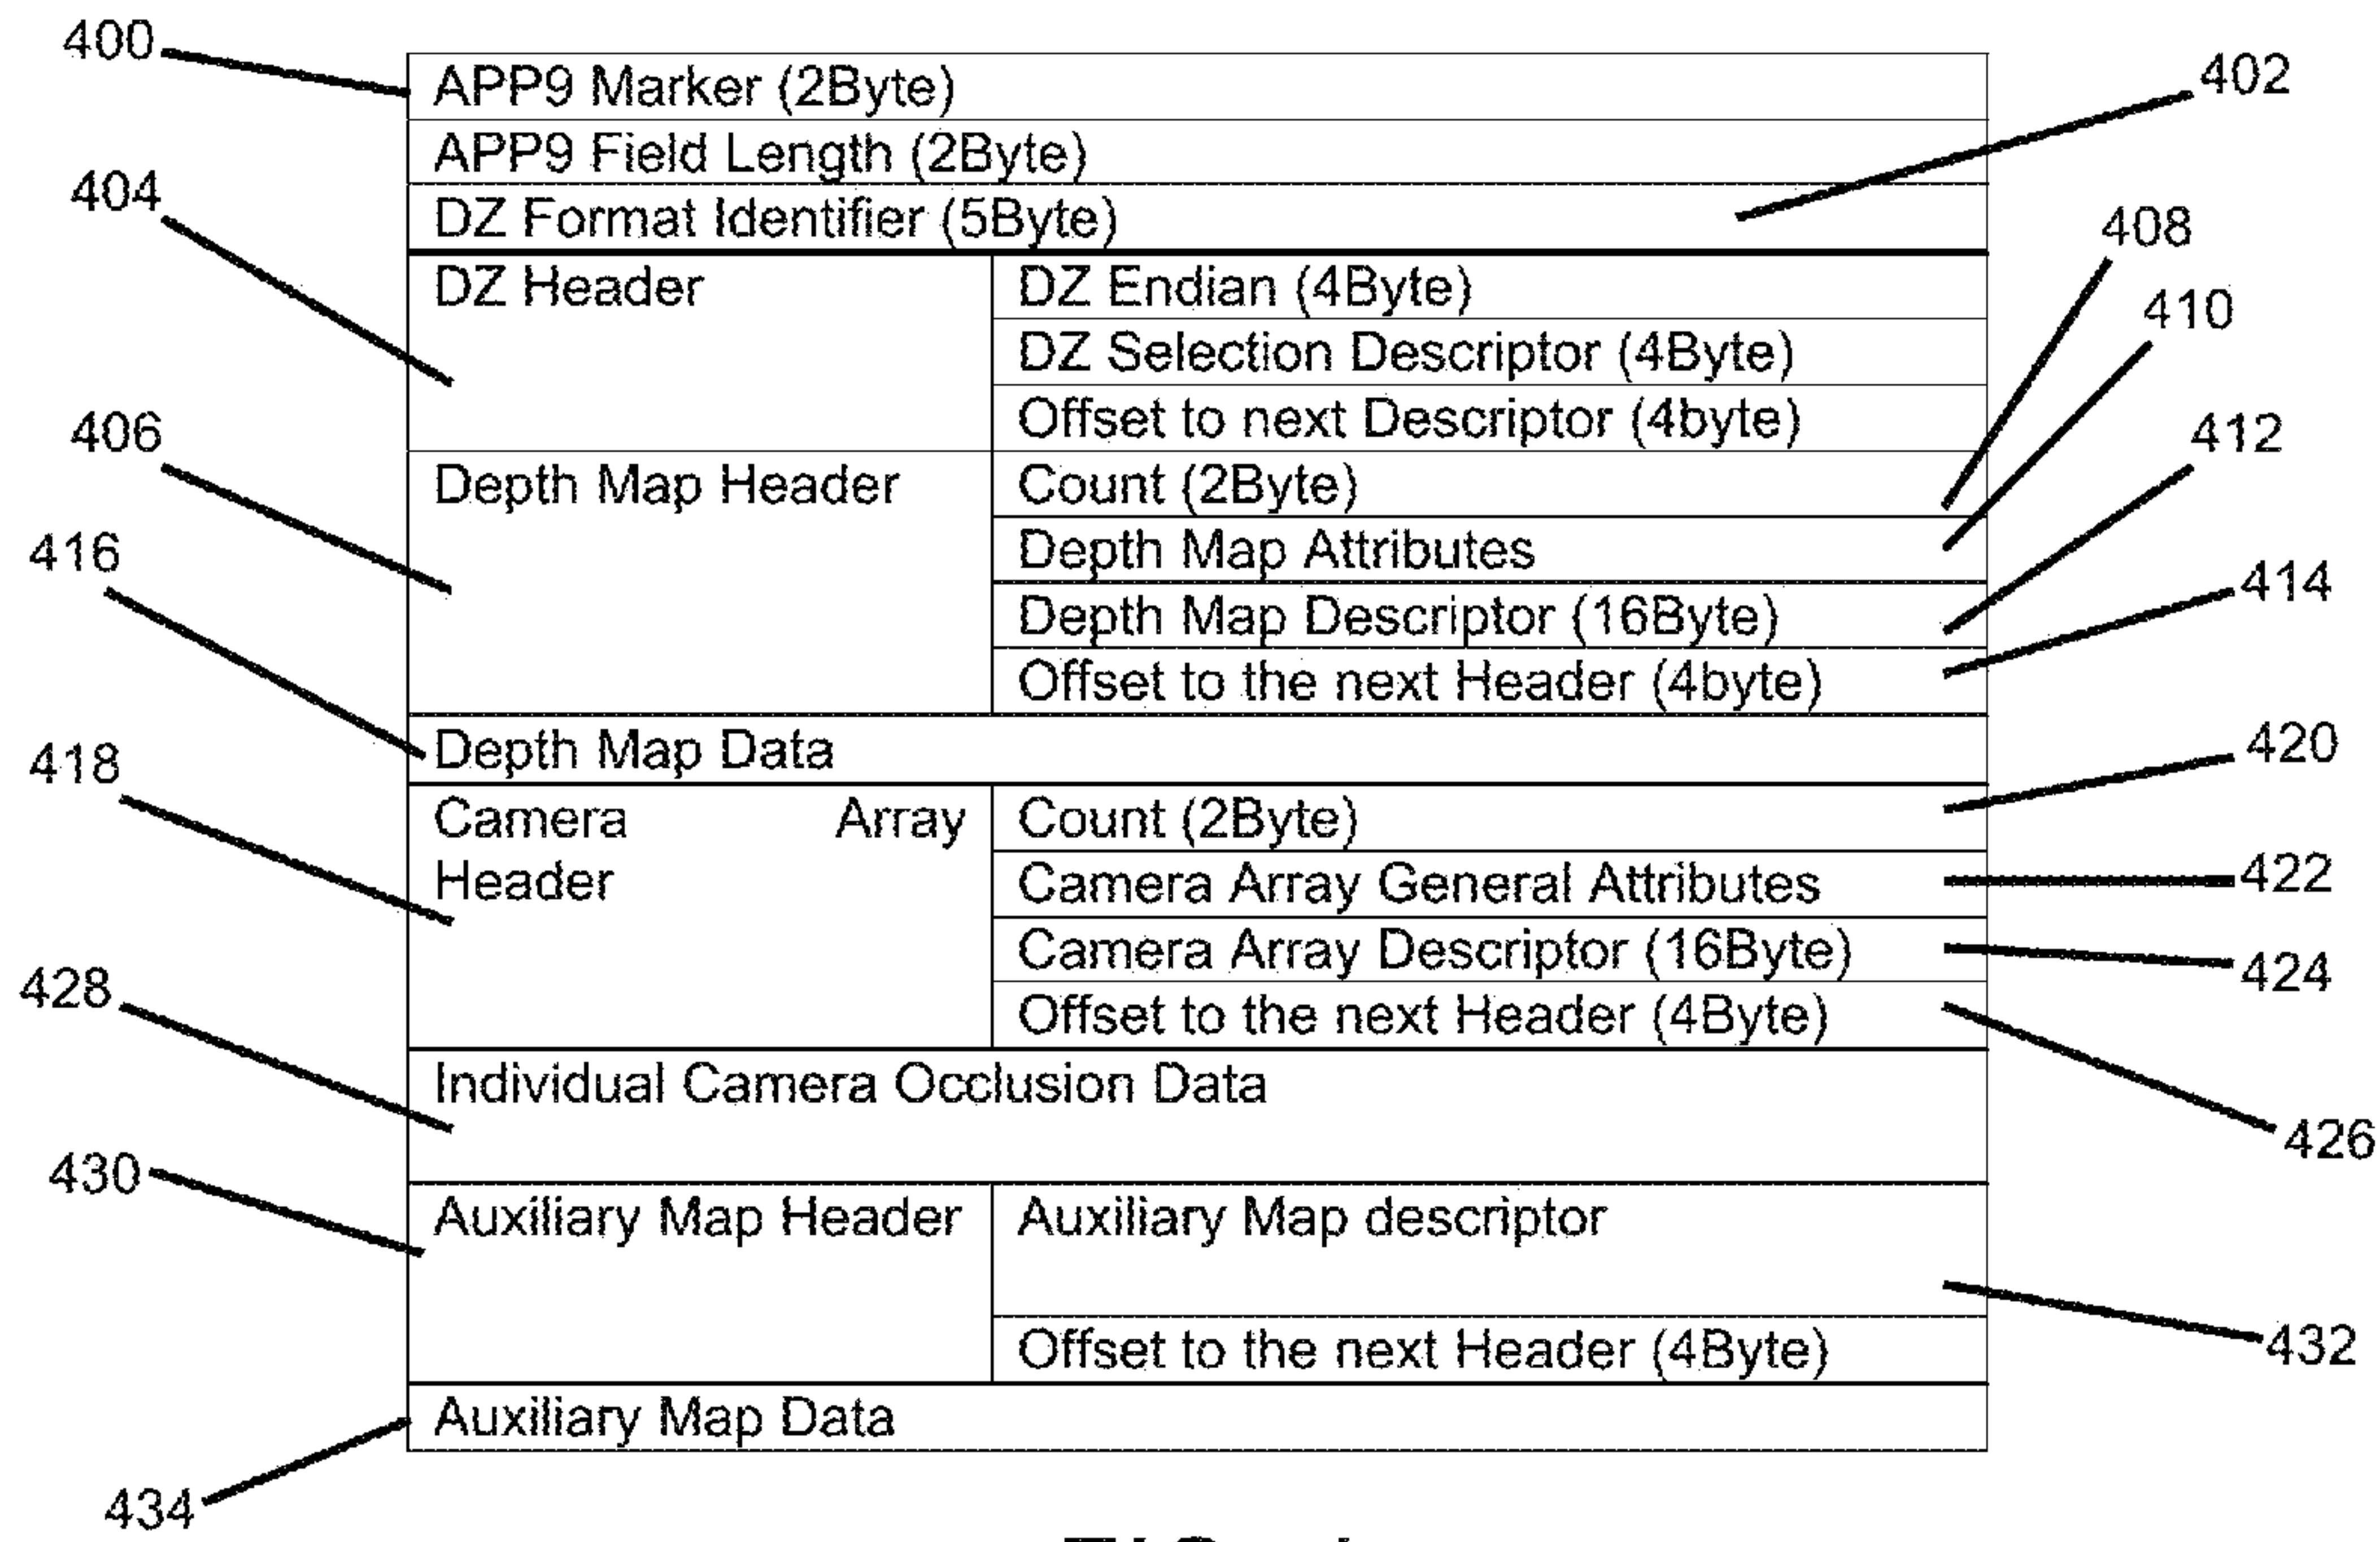 400
APP9 Marker (2Byte)
402
APP9 Field Length (2Byte)
404
DZ Format Identifier (5Byte)
408
DZ Header
DZ Endian (4Byte)
410
DZ Selection Descriptor (4Byte)
Offset to next Descriptor (4byte)
406
412
Depth Map Header
Count (2Byte)
416
Depth Map Attributes
414
Depth Map Descriptor (16Byte)
Offset to the next Header (4byte)
Depth Map Data
420
418
Camera Array
Header
Count (2Byte)
Camera Array General Attributes
422
Camera Array Descriptor (16Byte)
424
428
Offset to the next Header (4Byte)
Individual Camera Occlusion Data
426
430
Auxiliary Map Header
Auxiliary Map descriptor
Offset to the next Header (4Byte)
432
Auxiliary Map Data
434